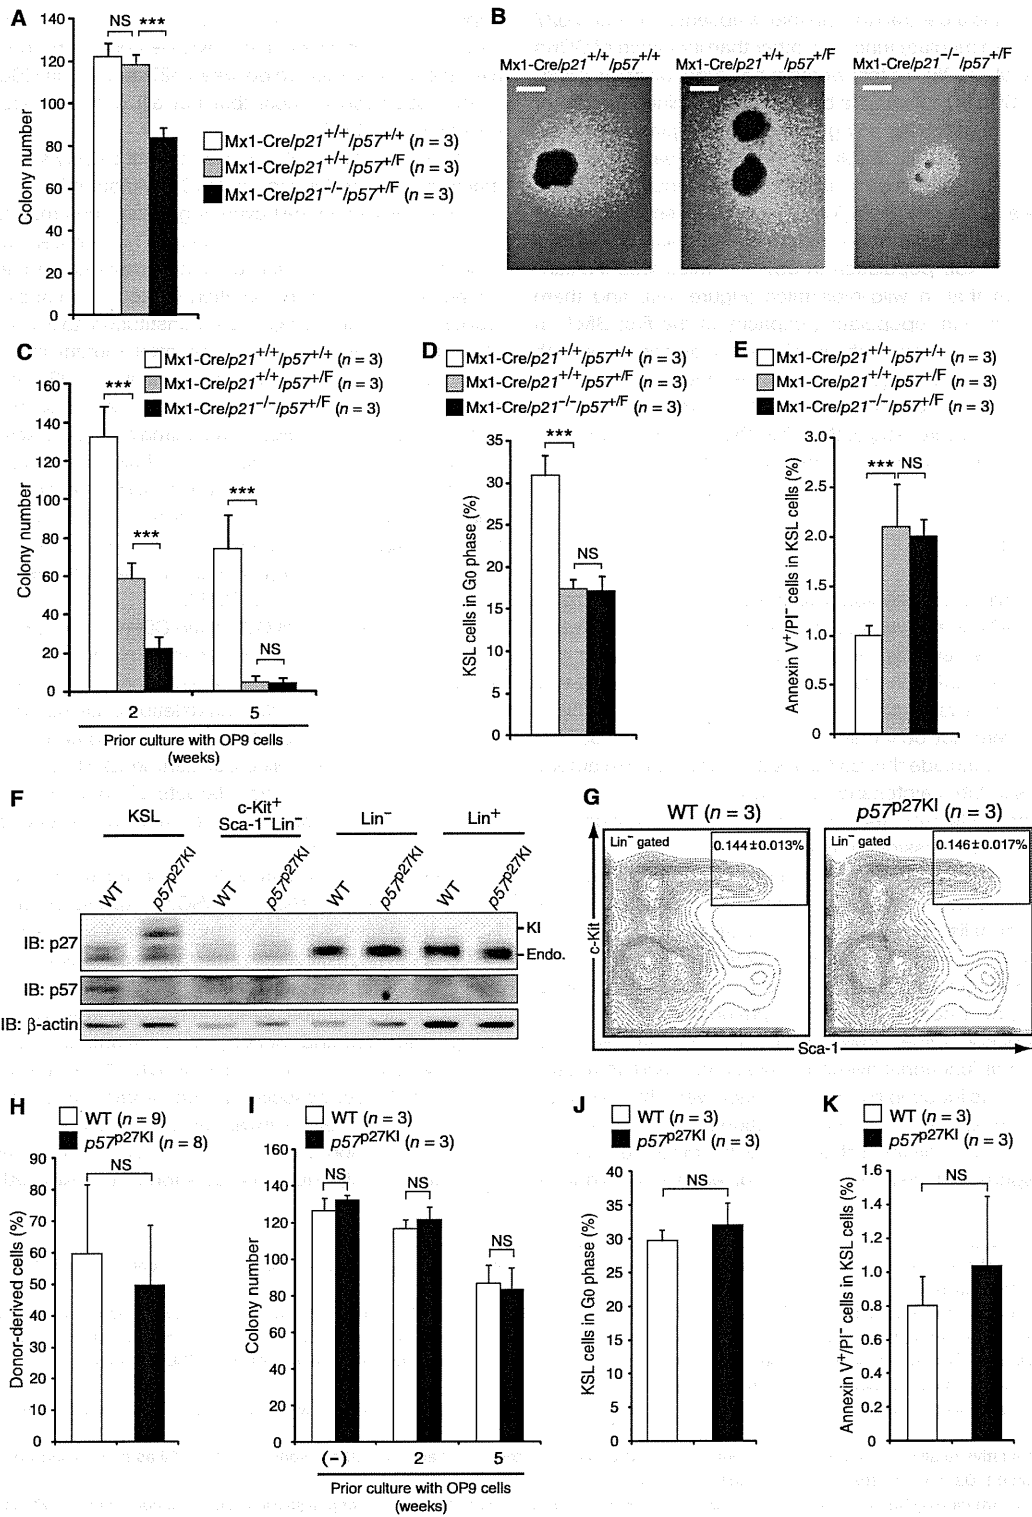 A
140
120
100
80
60
40
20
0
Colony number
NS
***
Mx1-Cre/p21+/+/p57+/+ (n = 3)
Mx1-Cre/p21+/+/p57+/F (n = 3)
Mx1-Cre/p21−/−/p57+/F (n = 3)
B
Mx1-Cre/p21+/+/p57+/+
Mx1-Cre/p21+/+/p57+/F
Mx1-Cre/p21−/−/p57+/F
C
Mx1-Cre/p21+/+/p57+/+ (n = 3)
Mx1-Cre/p21+/+/p57+/F (n = 3)
Mx1-Cre/p21−/−/p57+/F (n = 3)
160
140
120
100
80
60
40
20
0
Colony number
***
***
***
NS
2
5
Prior culture with OP9 cells
(weeks)
D
Mx1-Cre/p21+/+/p57+/+ (n = 3)
Mx1-Cre/p21+/+/p57+/F (n = 3)
Mx1-Cre/p21−/−/p57+/F (n = 3)
35
30
25
20
15
10
5
0
KSL cells in G0 phase (%)
***
NS
E
Mx1-Cre/p21+/+/p57+/+ (n = 3)
Mx1-Cre/p21+/+/p57+/F (n = 3)
Mx1-Cre/p21−/−/p57+/F (n = 3)
3.0
2.5
2.0
1.5
1.0
0.5
0
Annexin V+/PI− cells in KSL cells (%)
***
NS
F
KSL
c-Kit+
Sca-1−Lin−
Lin−
Lin+
WT
p57p27KI
WT
p57p27KI
WT
p57p27KI
WT
p57p27KI
IB: p27
KI
Endo.
IB: p57
IB: β-actin
G
WT (n = 3)
p57p27KI (n = 3)
Lin− gated
0.144±0.013%
Lin− gated
0.146±0.017%
c-Kit
Sca-1
H
WT (n = 9)
p57p27KI (n = 8)
90
80
70
60
50
40
30
20
10
0
Donor-derived cells (%)
NS
I
WT (n = 3)
p57p27KI (n = 3)
160
140
120
100
80
60
40
20
0
Colony number
NS
NS
NS
(−)
2
5
Prior culture with OP9 cells
(weeks)
J
WT (n = 3)
p57p27KI (n = 3)
40
35
30
25
20
15
10
5
0
KSL cells in G0 phase (%)
NS
K
WT (n = 3)
p57p27KI (n = 3)
1.6
1.4
1.2
1.0
0.8
0.6
0.4
0.2
0
Annexin V+/PI− cells in KSL cells (%)
NS